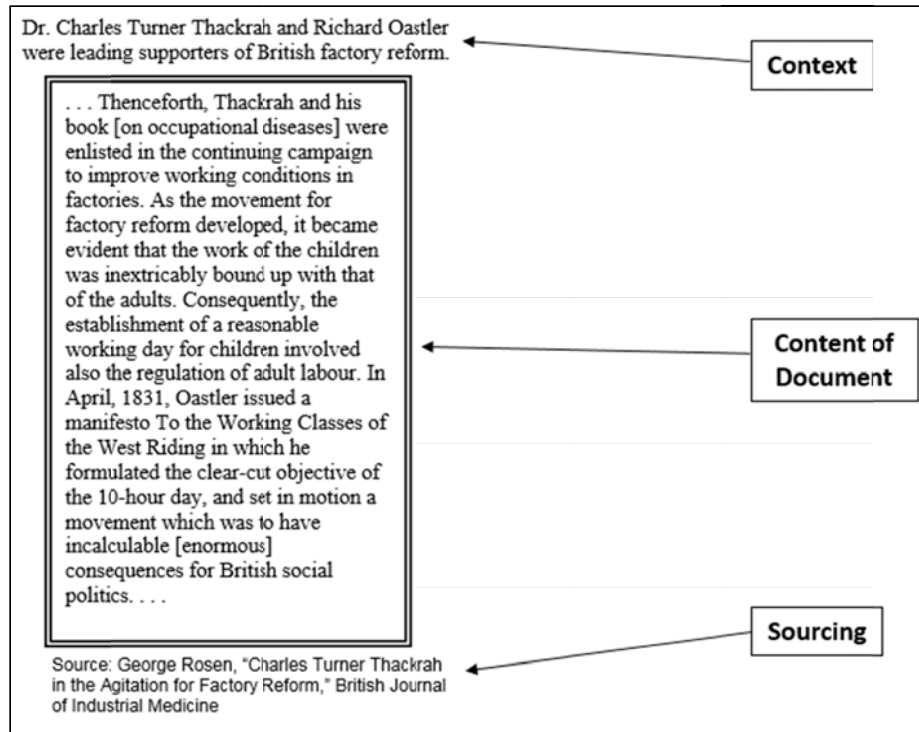 Dr. Charles Turner Thackrah and Richard Oastler
were leading supporters of British factory reform.
Context
. . . Thenceforth, Thackrah and his
book [on occupational diseases] were
enlisted in the continuing campaign
to improve working conditions in
factories. As the movement for
factory reform developed, it became
evident that the work of the children
was inextricably bound up with that
of the adults. Consequently, the
establishment of a reasonable
working day for children involved
also the regulation of adult labour. In
April, 1831, Oastler issued a
manifesto To the Working Classes of
the West Riding in which he
formulated the clear-cut objective of
the 10-hour day, and set in motion a
movement which was to have
incalculable [enormous]
consequences for British social
politics. . . .
Content of
Document
Source: George Rosen, “Charles Turner Thackrah
in the Agitation for Factory Reform,” British Journal
of Industrial Medicine
Sourcing